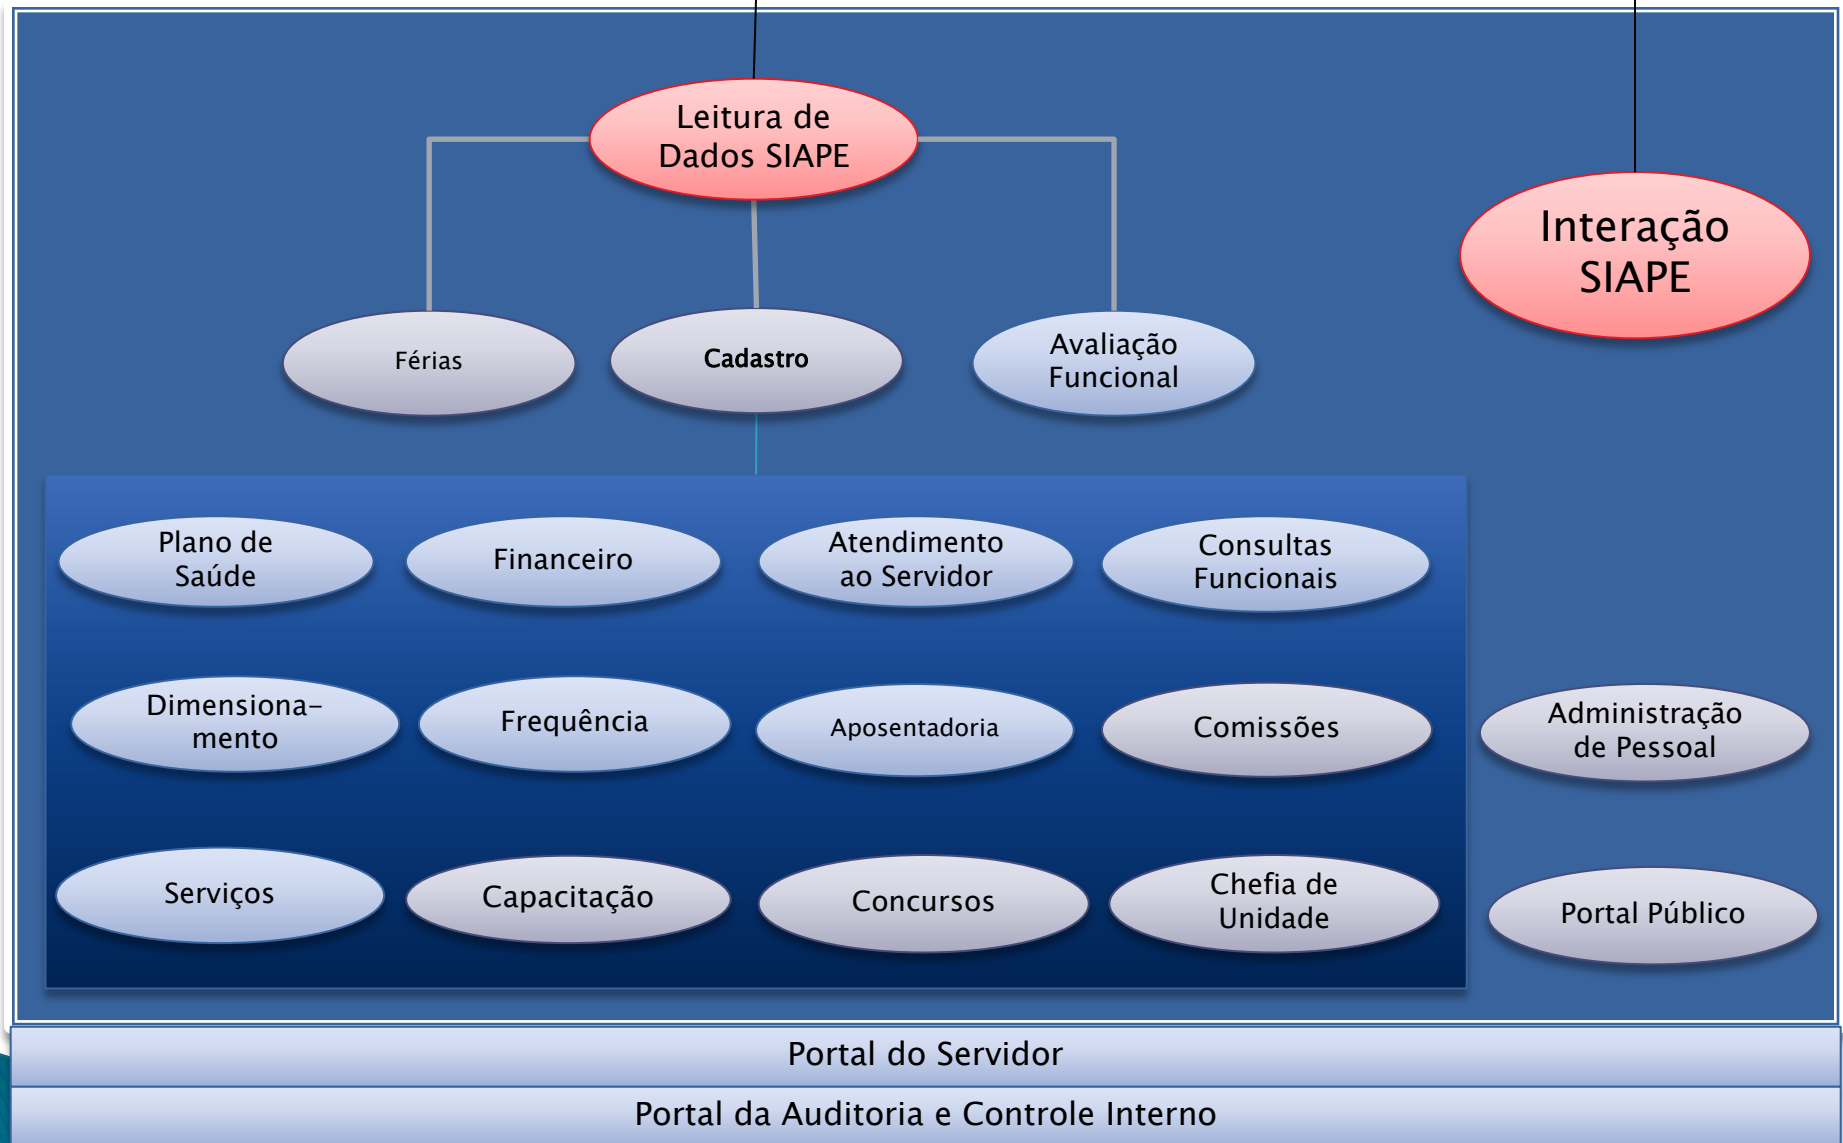 Leitura de
Dados SIAPE
Interação
SIAPE
Férias
Cadastro
Avaliação
Funcional
Plano de
Saúde
Financeiro
Atendimento
ao Servidor
Consultas
Funcionais
Dimensiona-
mento
Frequência
Aposentadoria
Comissões
Administração
de Pessoal
Serviços
Capacitação
Concursos
Chefia de
Unidade
Portal Público
Portal do Servidor
Portal da Auditoria e Controle Interno